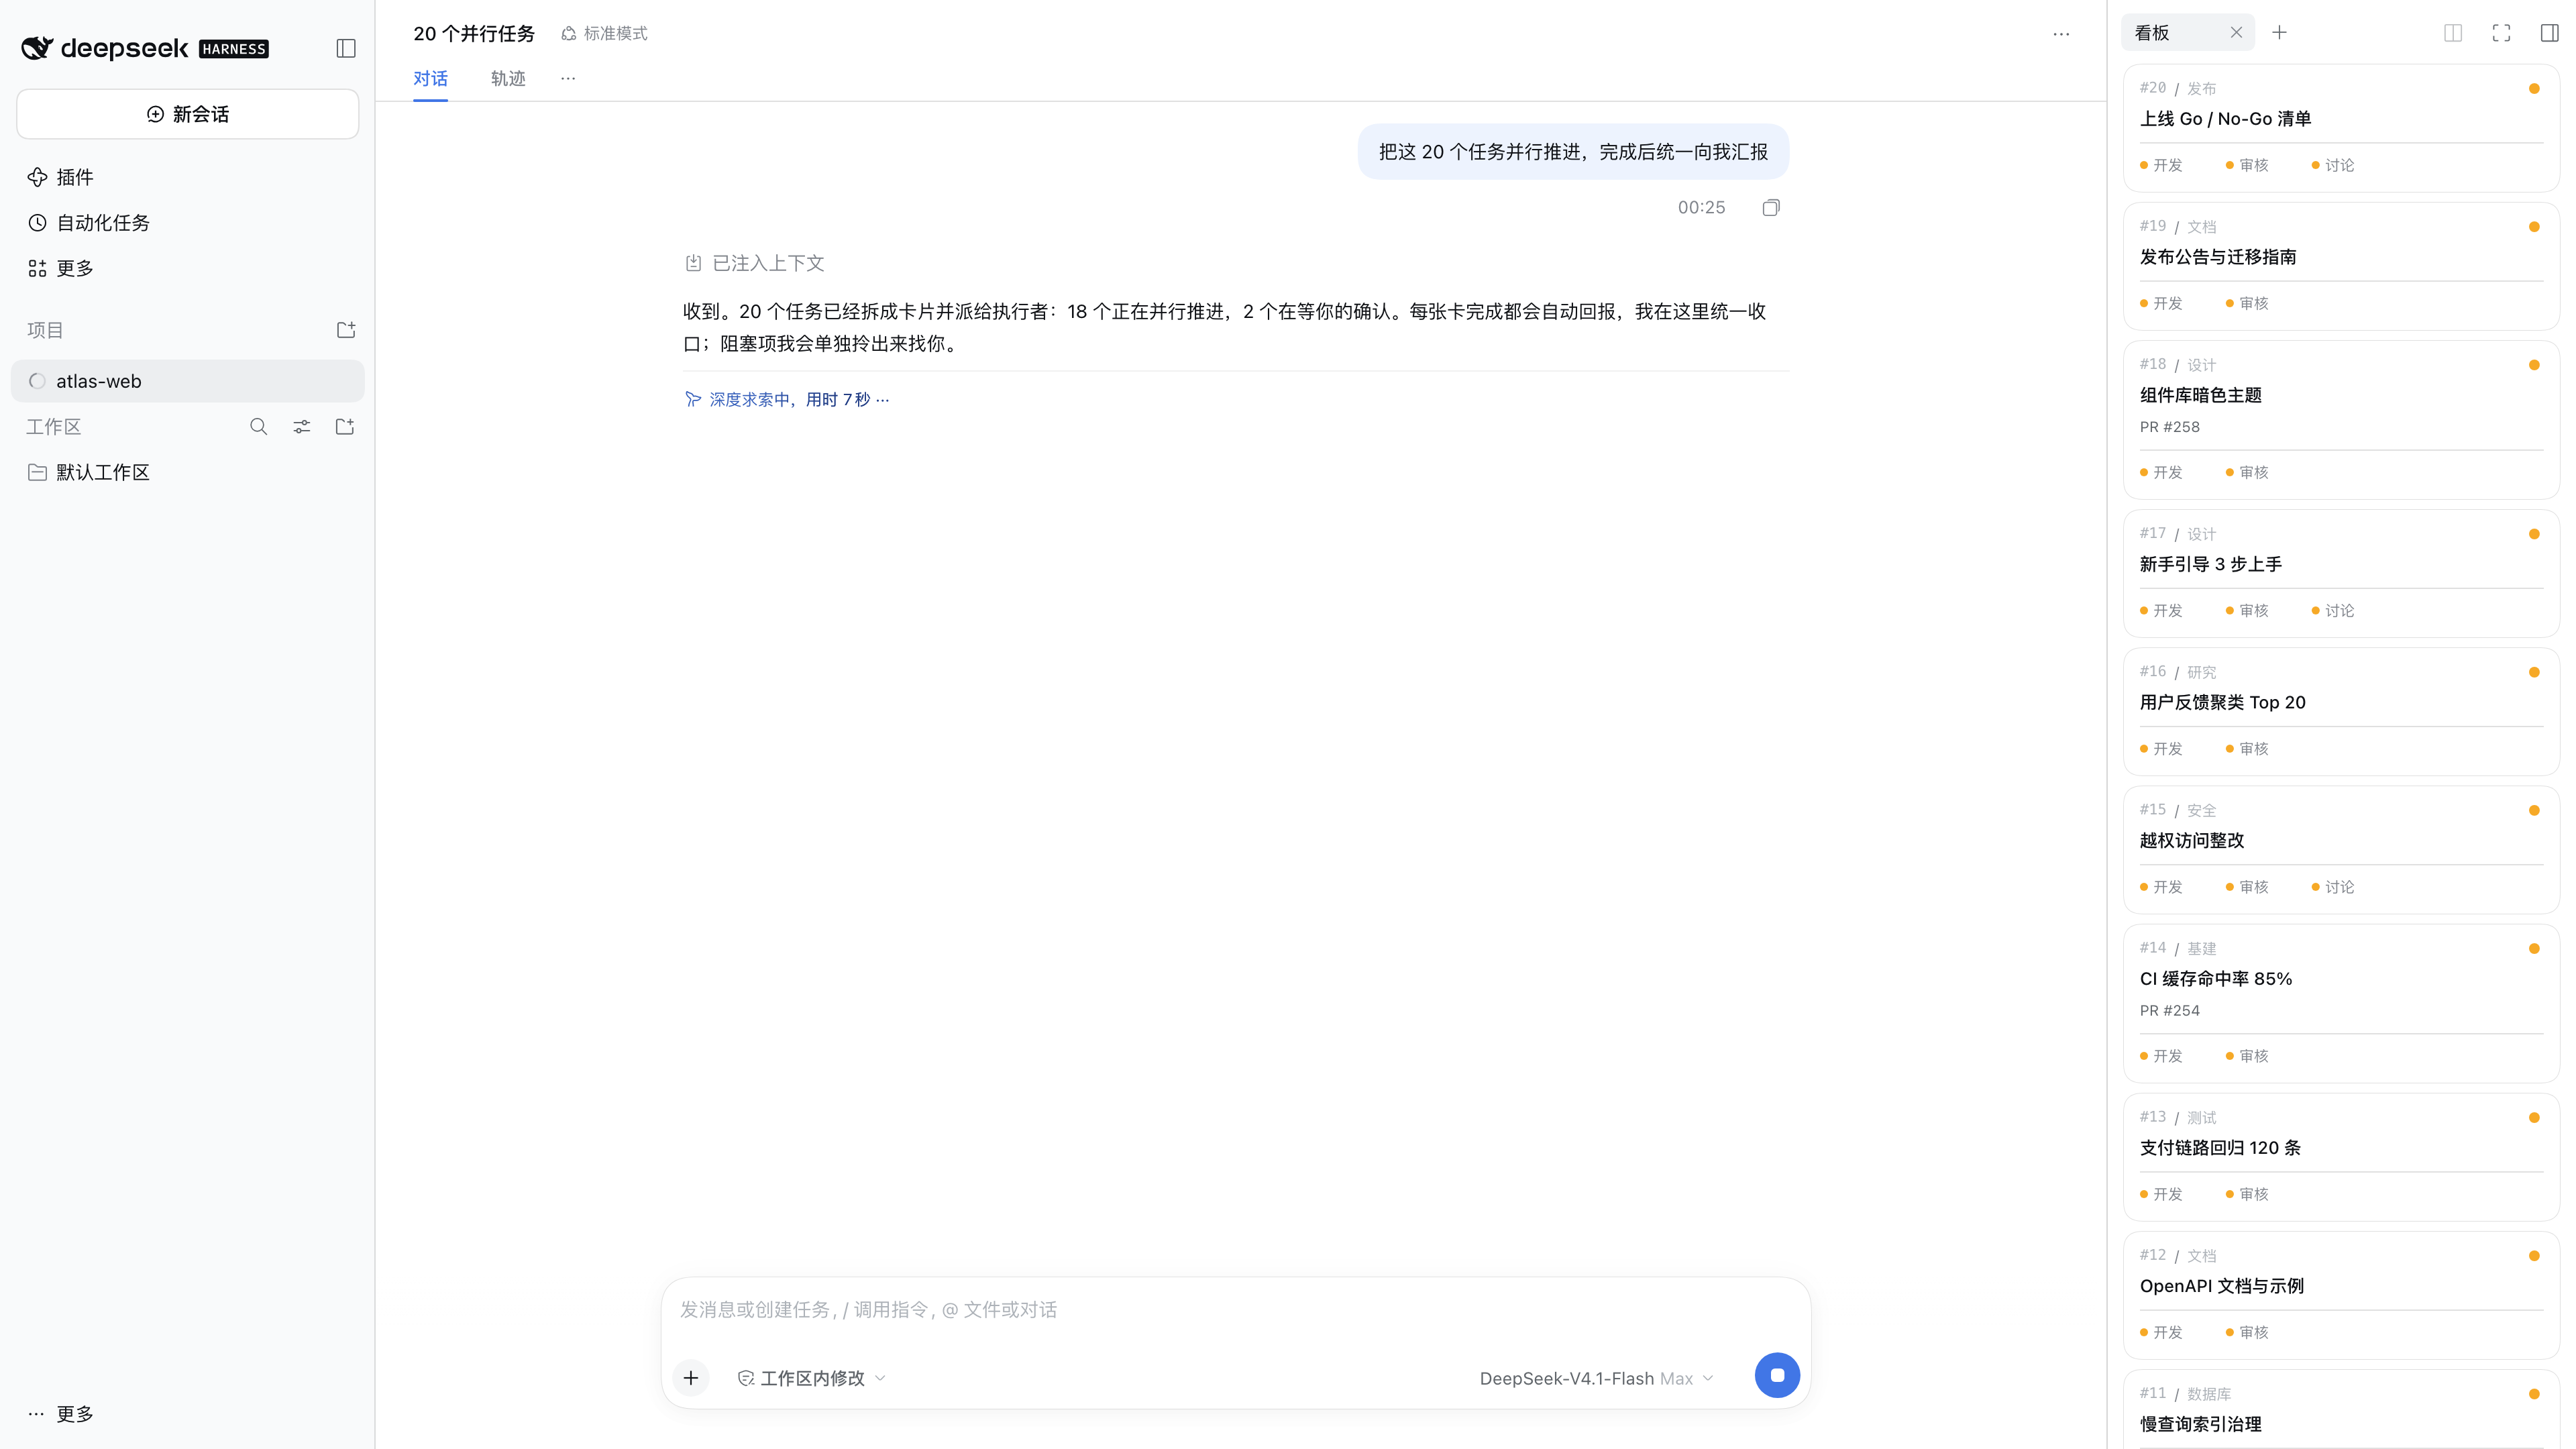 deepseek HARNESS
新会话
插件
自动化任务
更多
项目
atlas-web
工作区
默认工作区
更多
20 个并行任务 标准模式
对话 轨迹 ···
把这 20 个任务并行推进，完成后统一向我汇报
00:25
已注入上下文
收到。20 个任务已经拆成卡片并派给执行者：18 个正在并行推进，2 个在等你的确认。每张卡完成都会自动回报，我在这里统一收
口；阻塞项我会单独拎出来找你。
深度求索中，用时 7 秒 ···
发消息或创建任务, / 调用指令, @ 文件或对话
工作区内修改
DeepSeek-V4.1-Flash Max
看板
#20 / 发布
上线 Go / No-Go 清单
开发 审核 讨论
#19 / 文档
发布公告与迁移指南
开发 审核
#18 / 设计
组件库暗色主题
PR #258
开发 审核
#17 / 设计
新手引导 3 步上手
开发 审核 讨论
#16 / 研究
用户反馈聚类 Top 20
开发 审核
#15 / 安全
越权访问整改
开发 审核 讨论
#14 / 基建
CI 缓存命中率 85%
PR #254
开发 审核
#13 / 测试
支付链路回归 120 条
开发 审核
#12 / 文档
OpenAPI 文档与示例
开发 审核
#11 / 数据库
慢查询索引治理